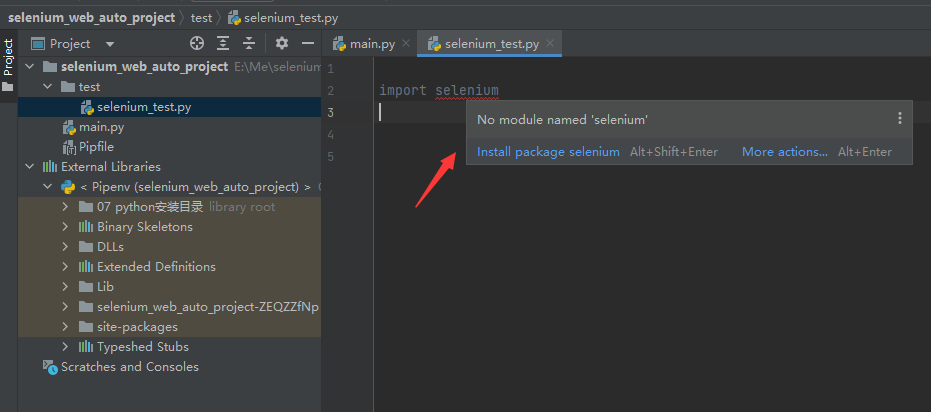 selenium_web_auto_project 〉 test 〉 selenium_test.py
Project
Project
main.py
selenium_test.py
selenium_web_auto_project E:\Me\selenium
test
selenium_test.py
main.py
Pipfile
External Libraries
< Pipenv (selenium_web_auto_project) >
07 python安装目录 library root
Binary Skeletons
DLLs
Extended Definitions
Lib
selenium_web_auto_project-ZEQZZfNp
site-packages
Typeshed Stubs
Scratches and Consoles
1
2 import selenium
3
4
5
No module named 'selenium'
Install package selenium Alt+Shift+Enter More actions... Alt+Enter